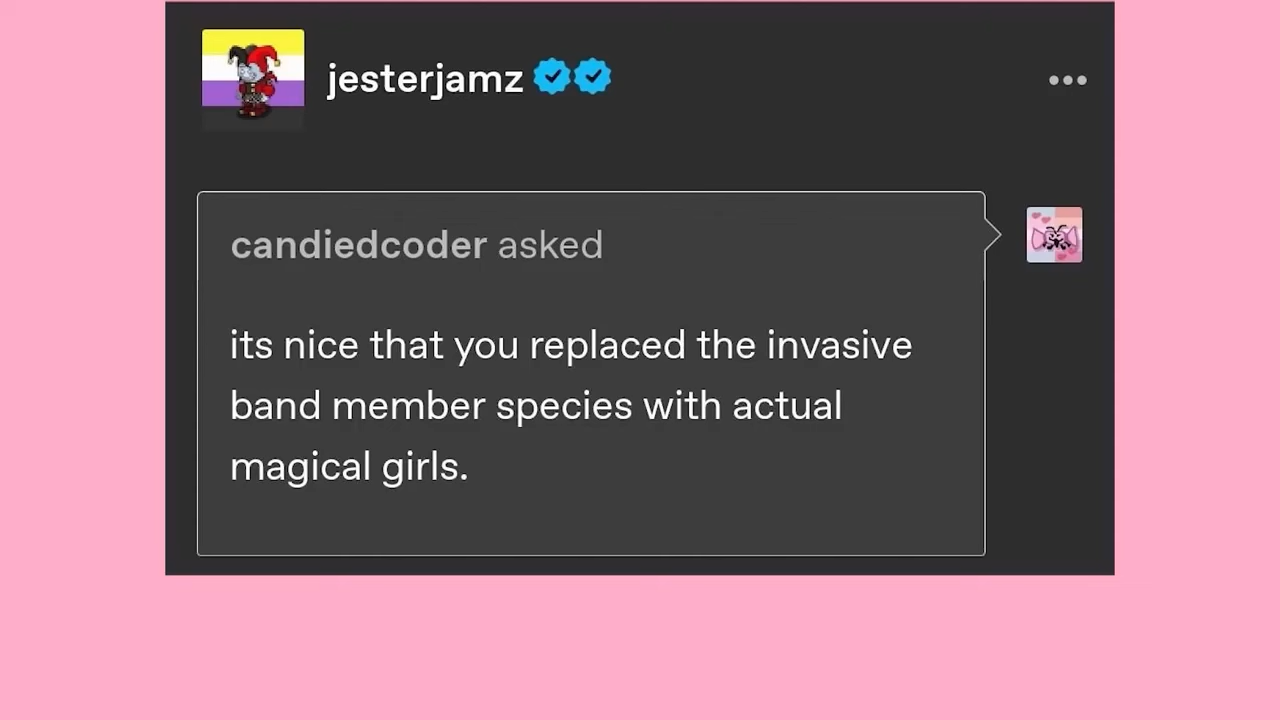 jesterjamz
candiedcoder asked
its nice that you replaced the invasive
band member species with actual
magical girls.